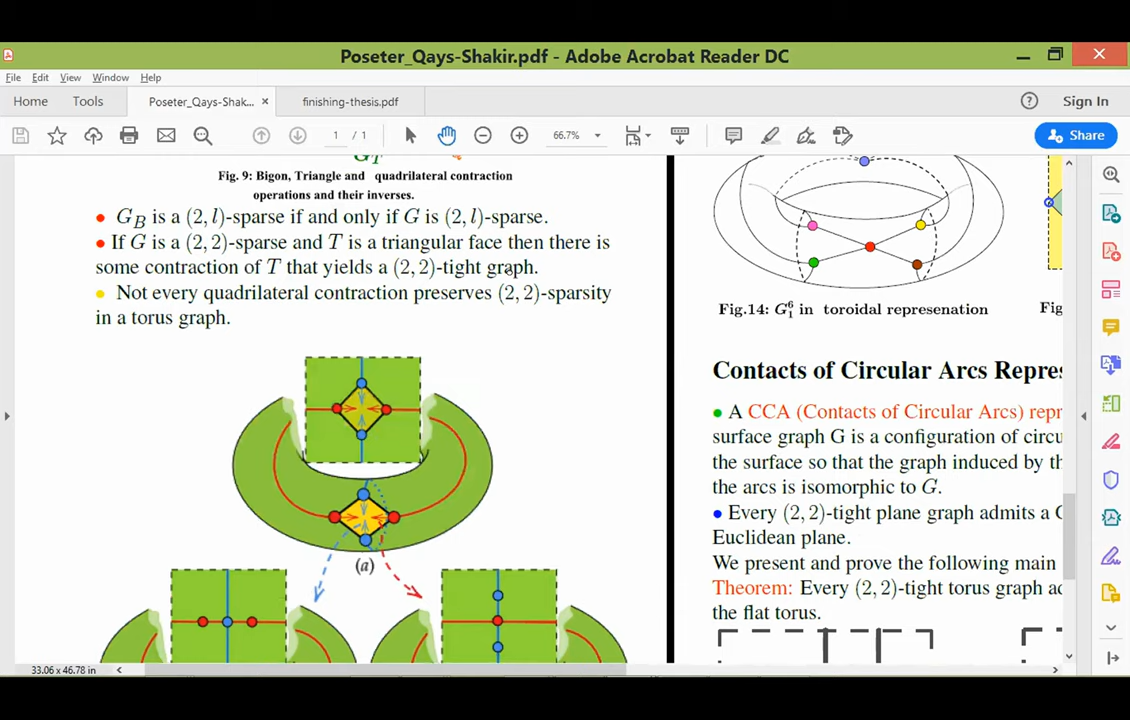 Poseter_Qays-Shakir.pdf - Adobe Acrobat Reader DC
File Edit View Window Help
Home Tools Poseter_Qays-Shak... × finishing-thesis.pdf Sign In
1 / 1 66.7% Share
G_T
Fig. 9: Bigon, Triangle and quadrilateral contraction
operations and their inverses.
• G_B is a (2, l)-sparse if and only if G is (2, l)-sparse.
• If G is a (2, 2)-sparse and T is a triangular face then there is
some contraction of T that yields a (2, 2)-tight graph.
• Not every quadrilateral contraction preserves (2, 2)-sparsity
in a torus graph.
(a)
Fig.14: G_1^6 in toroidal represenation
Fig
Contacts of Circular Arcs Repres
• A CCA (Contacts of Circular Arcs) repr
surface graph G is a configuration of circu
the surface so that the graph induced by th
the arcs is isomorphic to G.
• Every (2, 2)-tight plane graph admits a C
Euclidean plane.
We present and prove the following main
Theorem: Every (2, 2)-tight torus graph ad
the flat torus.
33.06 x 46.78 in